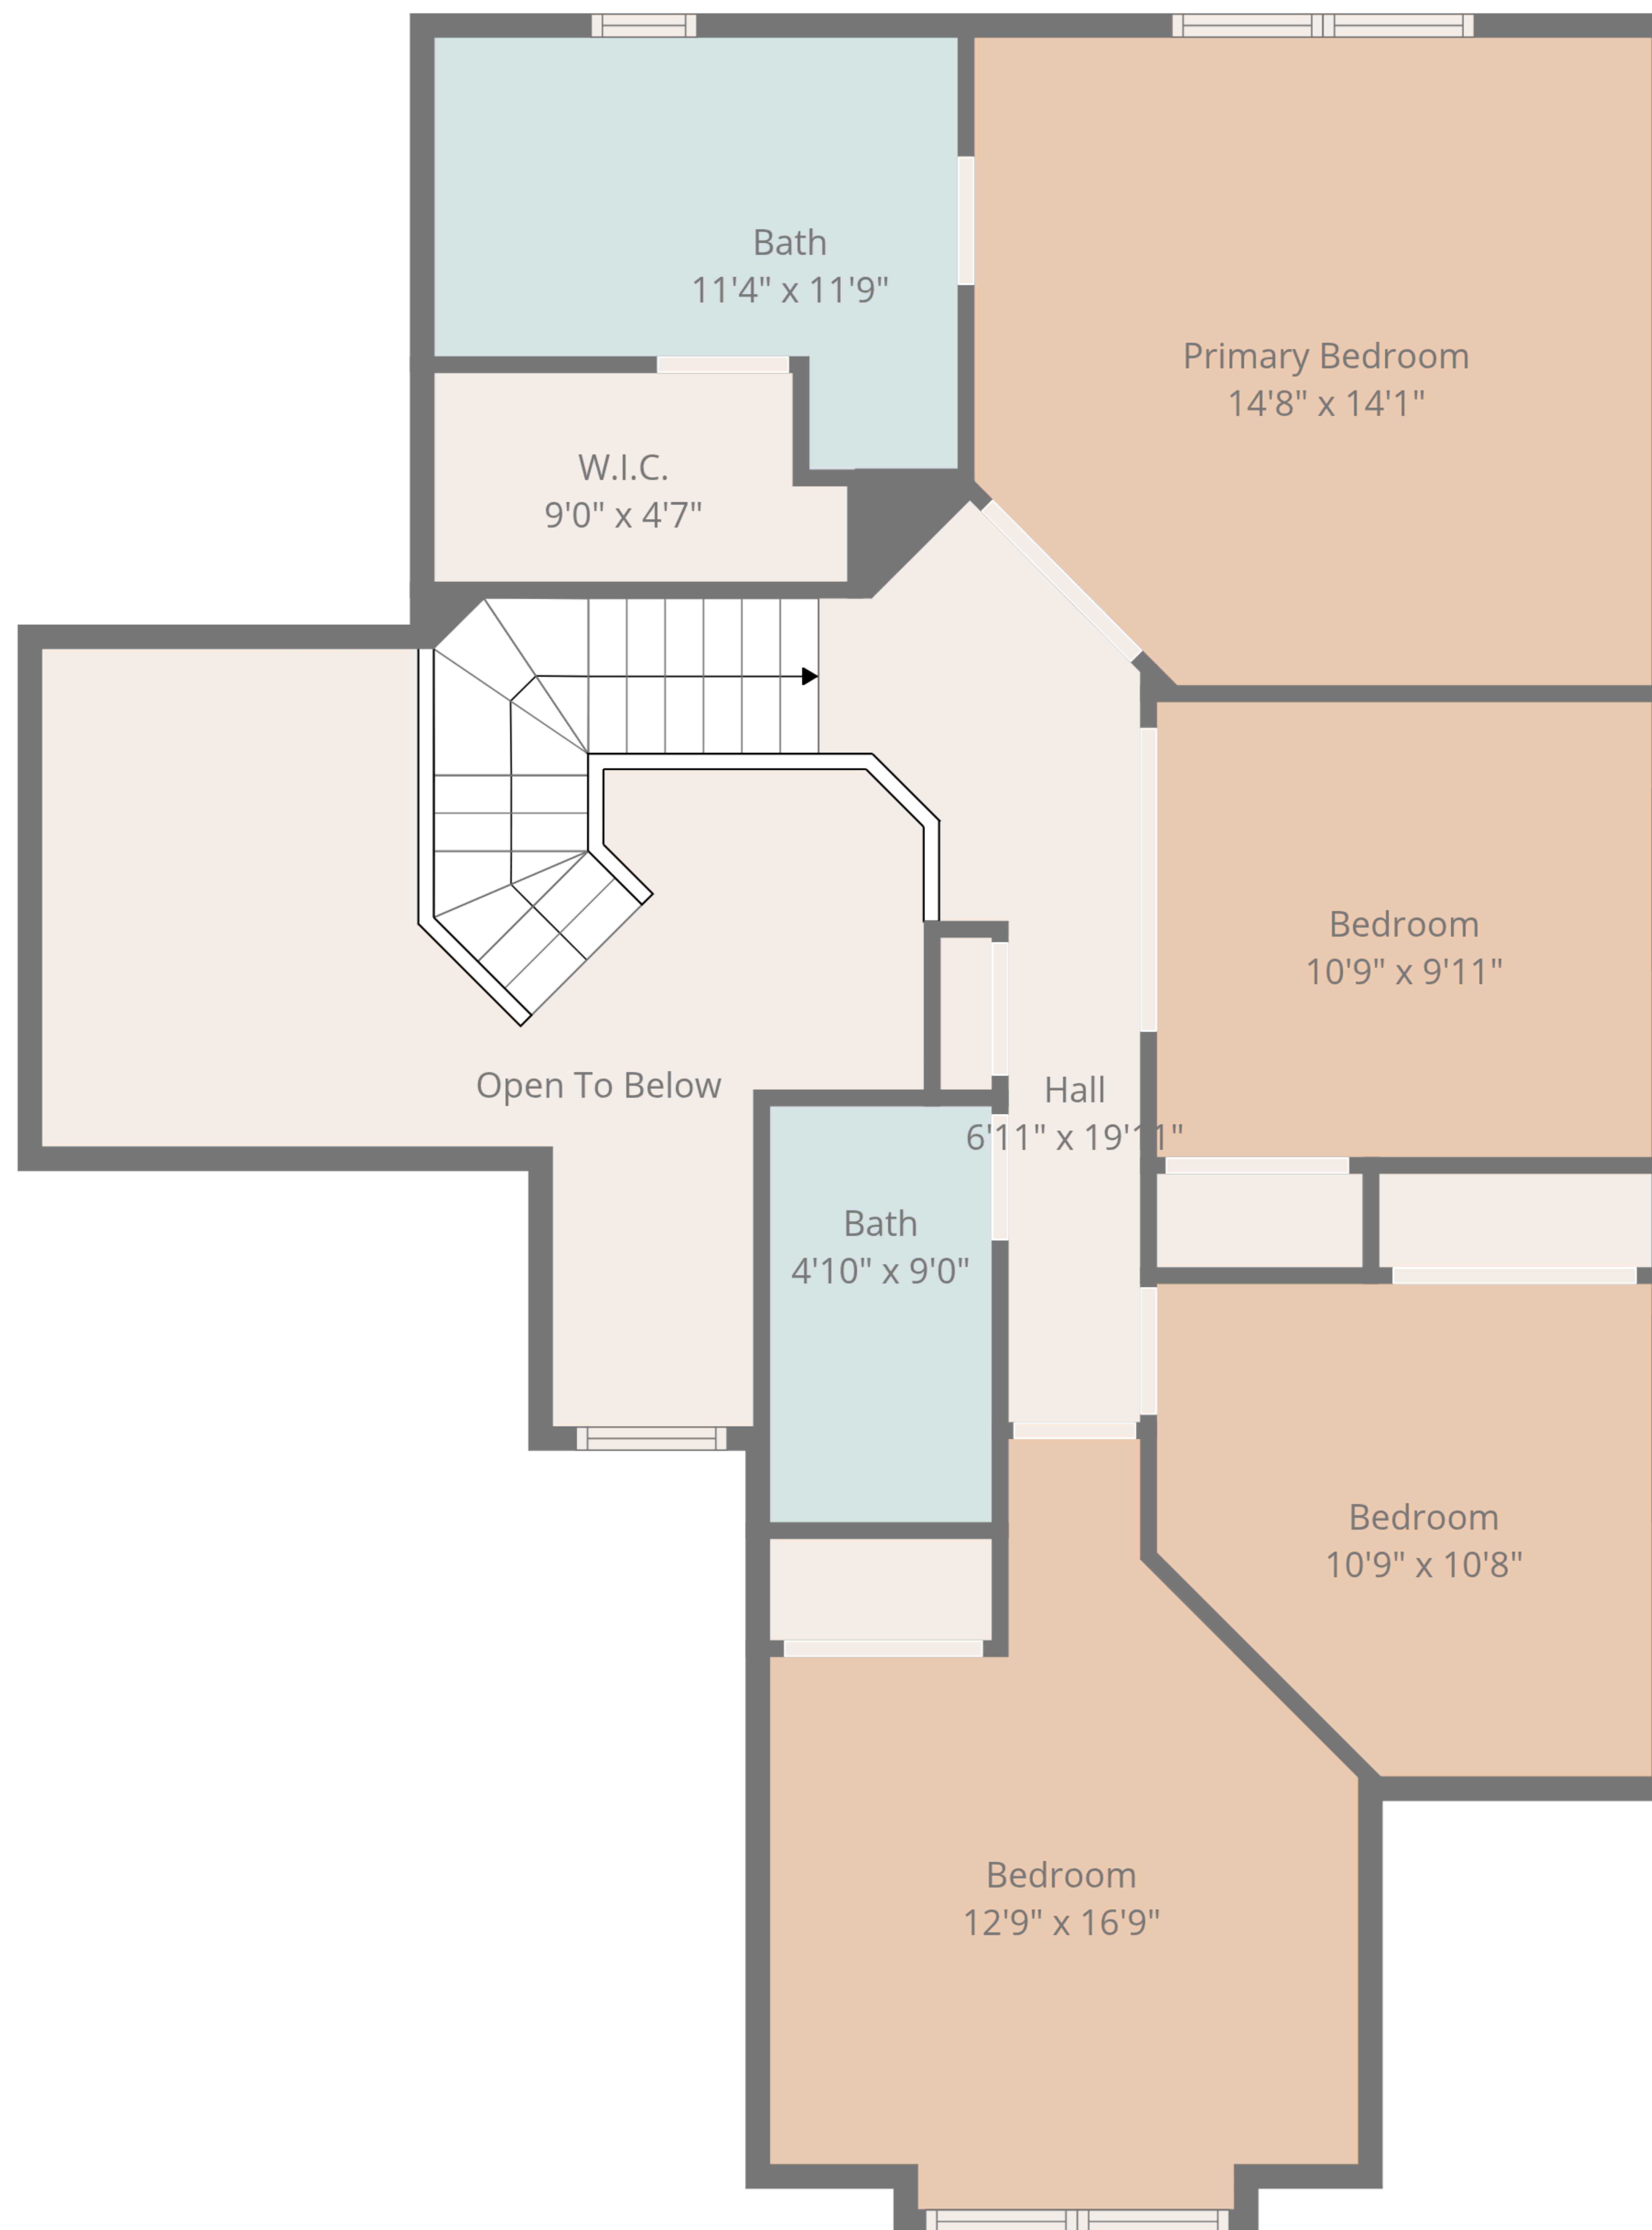 Bath
11'4" x 11'9"
Primary Bedroom
14'8" x 14'1"
W.I.C.
9'0" x 4'7"
Bedroom
10'9" x 9'11"
Open To Below
Hall
6'11" x 19'11"
Bath
4'10" x 9'0"
Bedroom
10'9" x 10'8"
Bedroom
12'9" x 16'9"